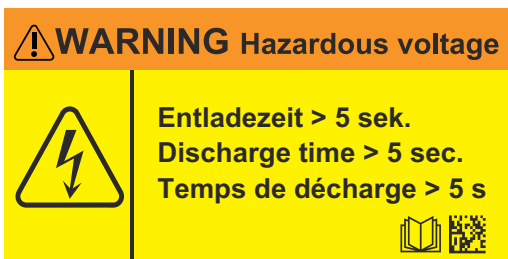 WARNING Hazardous voltage
Entladezeit > 5 sek.
Discharge time > 5 sec.
Temps de décharge > 5 s